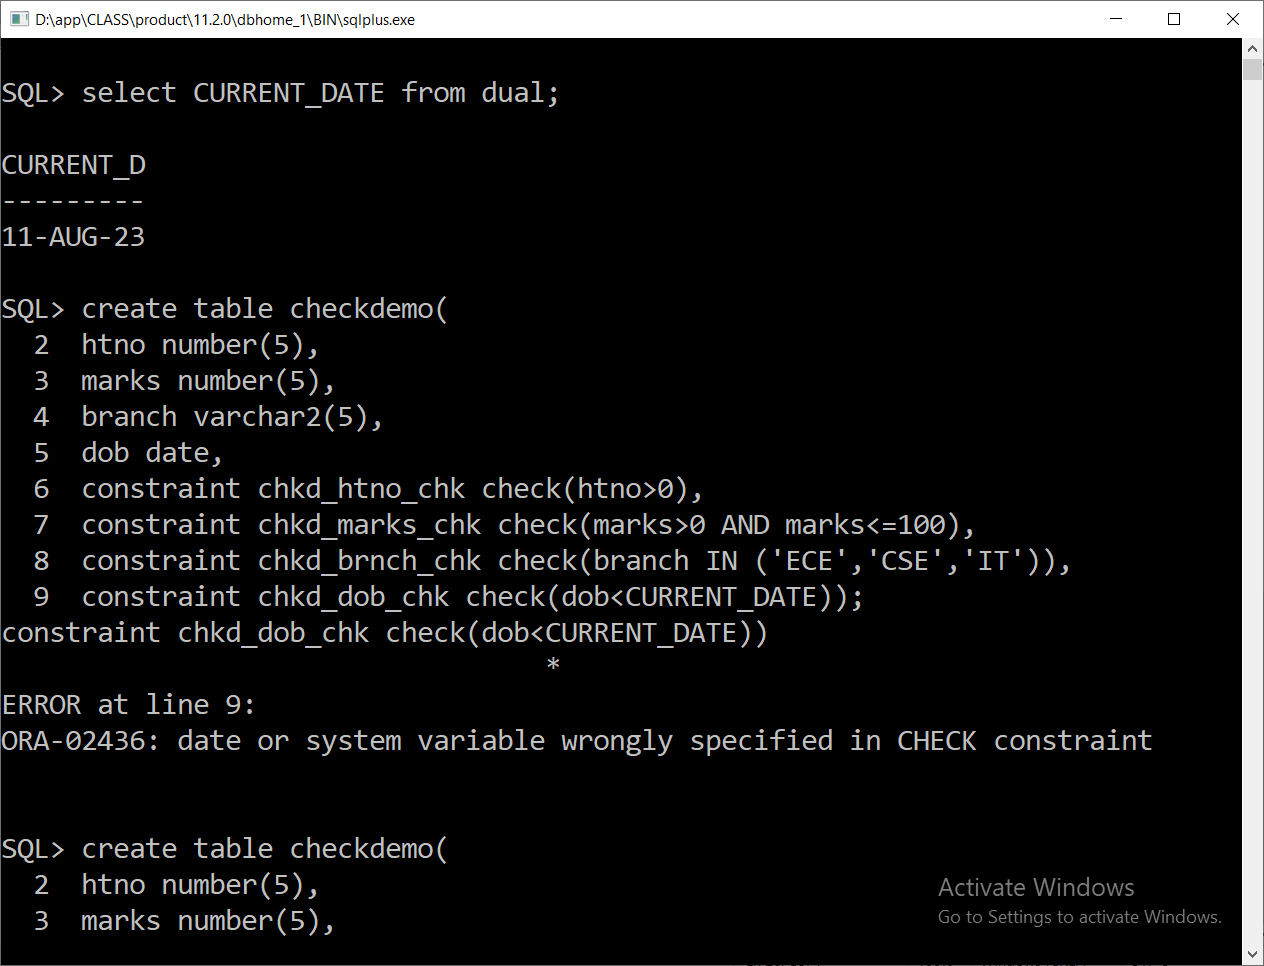 D:\app\CLASS\product\11.2.0\dbhome_1\BIN\sqlplus.exe
SQL> select CURRENT_DATE from dual;
CURRENT_D
---------
11-AUG-23
SQL> create table checkdemo(
  2  htno number(5),
  3  marks number(5),
  4  branch varchar2(5),
  5  dob date,
  6  constraint chkd_htno_chk check(htno>0),
  7  constraint chkd_marks_chk check(marks>0 AND marks<=100),
  8  constraint chkd_brnch_chk check(branch IN ('ECE','CSE','IT')),
  9  constraint chkd_dob_chk check(dob<CURRENT_DATE));
constraint chkd_dob_chk check(dob<CURRENT_DATE))
*
ERROR at line 9:
ORA-02436: date or system variable wrongly specified in CHECK constraint
SQL> create table checkdemo(
  2  htno number(5),
  3  marks number(5),
Activate Windows
Go to Settings to activate Windows.